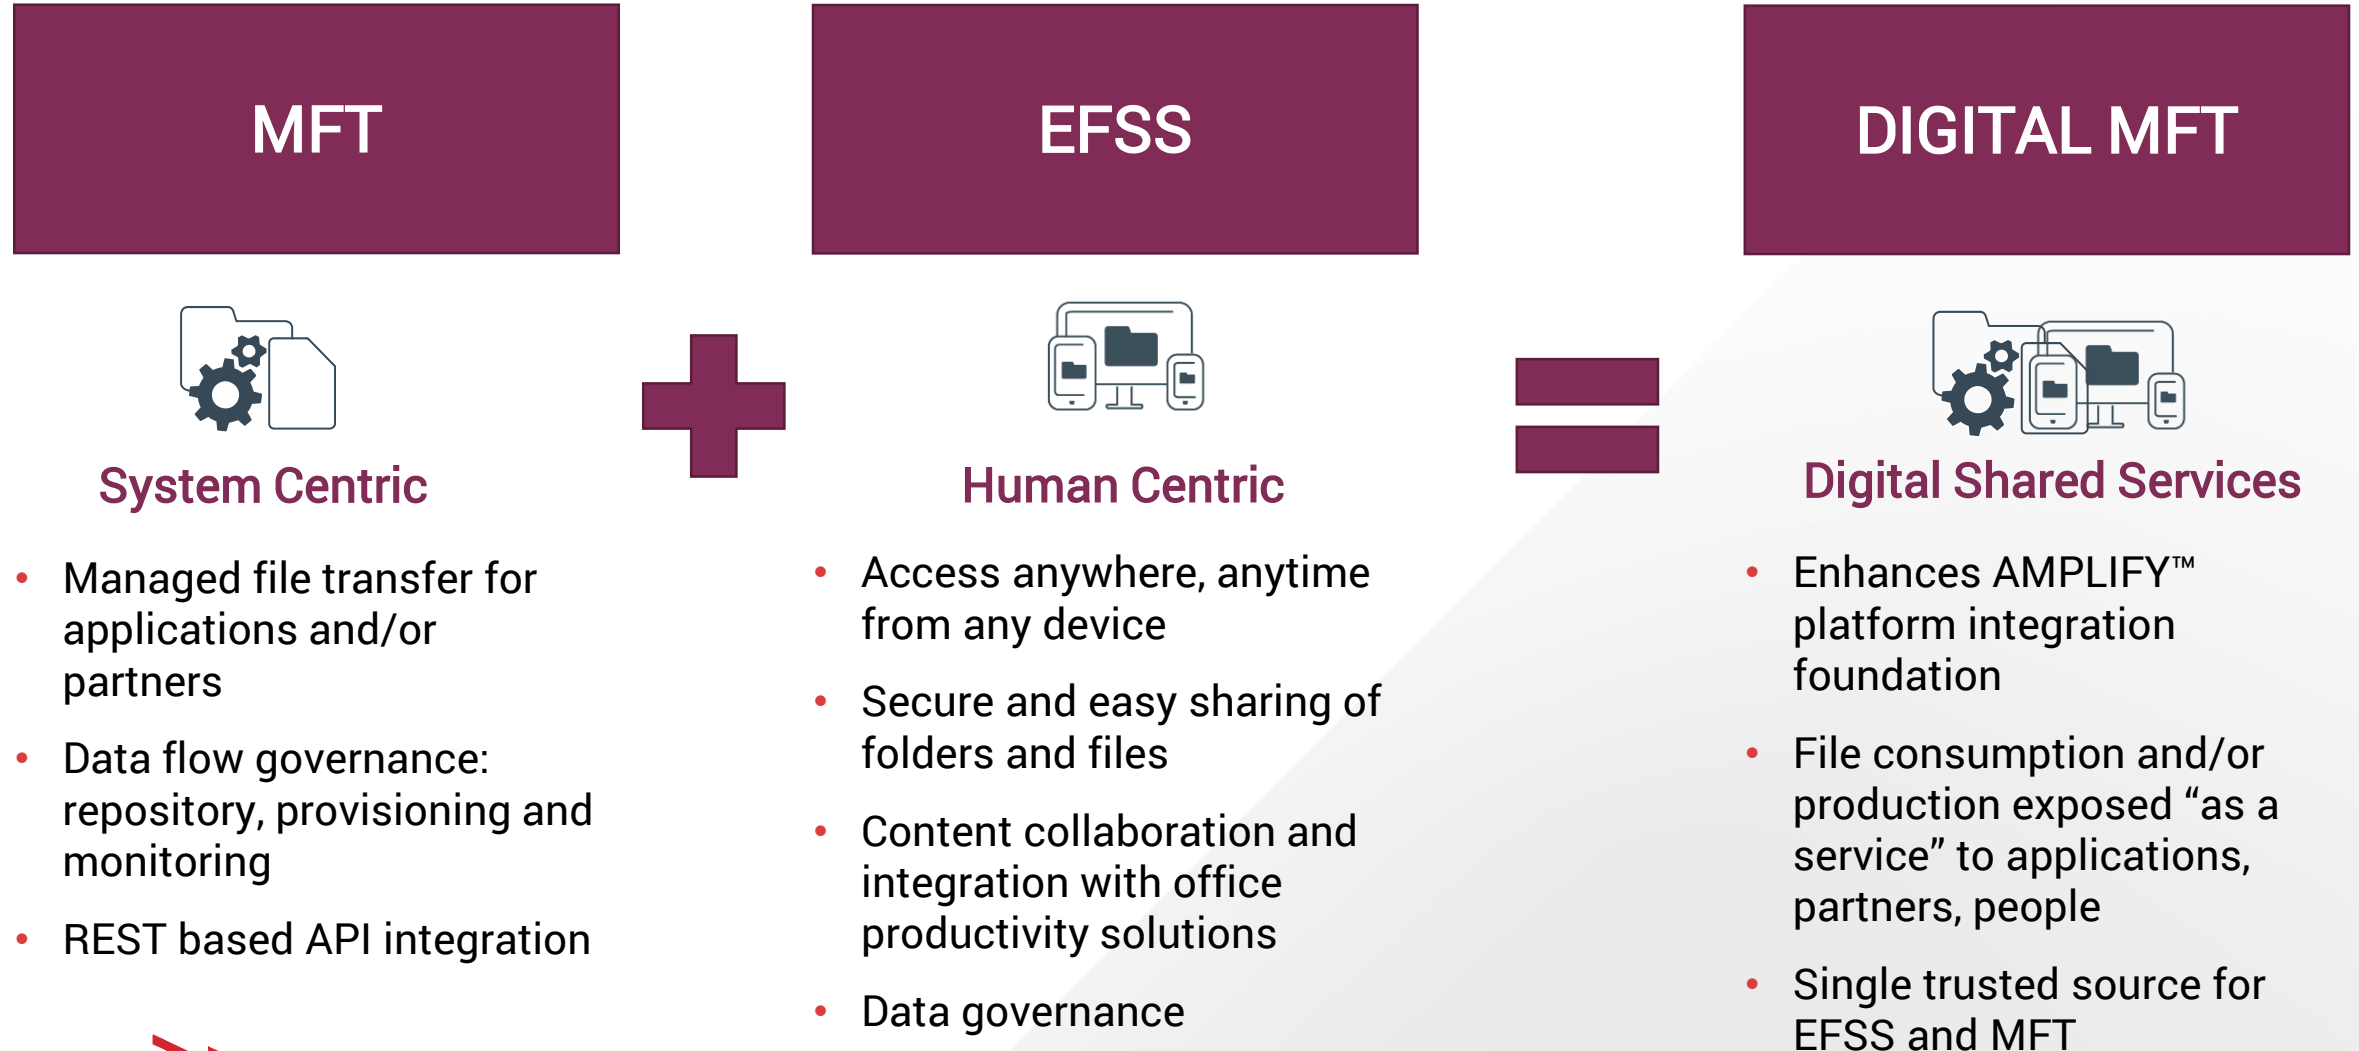 MFT
System Centric
• Managed file transfer for
applications and/or
partners
• Data flow governance:
repository, provisioning and
monitoring
• REST based API integration
EFSS
Human Centric
• Access anywhere, anytime
from any device
• Secure and easy sharing of
folders and files
• Content collaboration and
integration with office
productivity solutions
• Data governance
DIGITAL MFT
Digital Shared Services
• Enhances AMPLIFY™
platform integration
foundation
• File consumption and/or
production exposed “as a
service” to applications,
partners, people
• Single trusted source for
EFSS and MFT